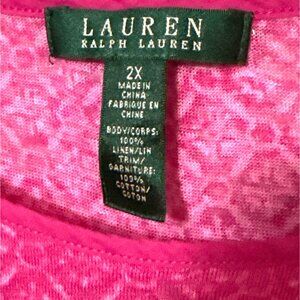 LAUREN
RALPH LAUREN
2X
MADE IN
CHINA
FABRIQUE EN
CHINE
BODY/CORPS:
100%
LINEN/LIN
TRIM/
GARNITURE:
100%
COTTON/
COTON